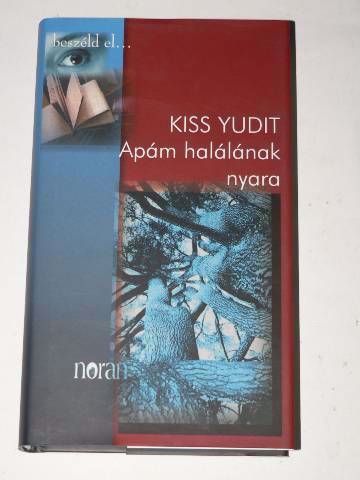 beszéld el...
KISS YUDIT
Apám halálának
nyara
noran